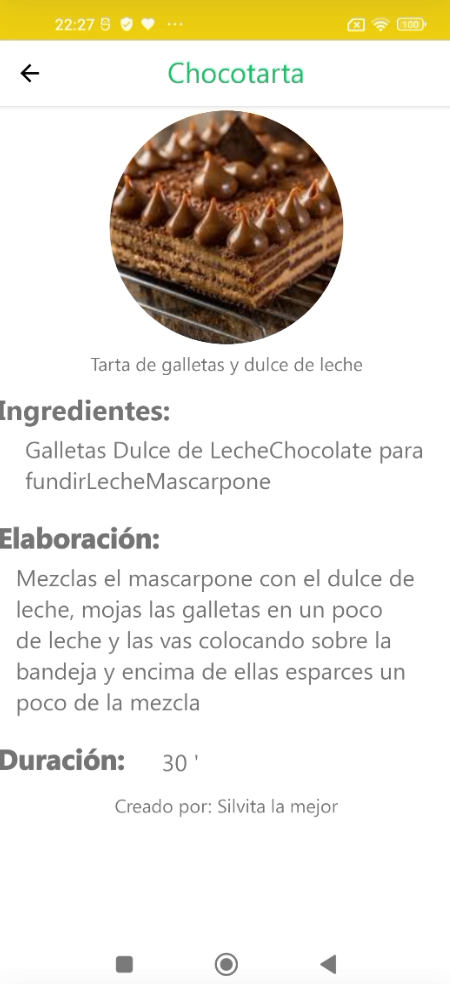 22:27
100
Chocotarta
Tarta de galletas y dulce de leche
Ingredientes:
Galletas Dulce de LecheChocolate para
fundirLecheMascarpone
Elaboración:
Mezclas el mascarpone con el dulce de
leche, mojas las galletas en un poco
de leche y las vas colocando sobre la
bandeja y encima de ellas esparces un
poco de la mezcla
Duración: 30 '
Creado por: Silvita la mejor